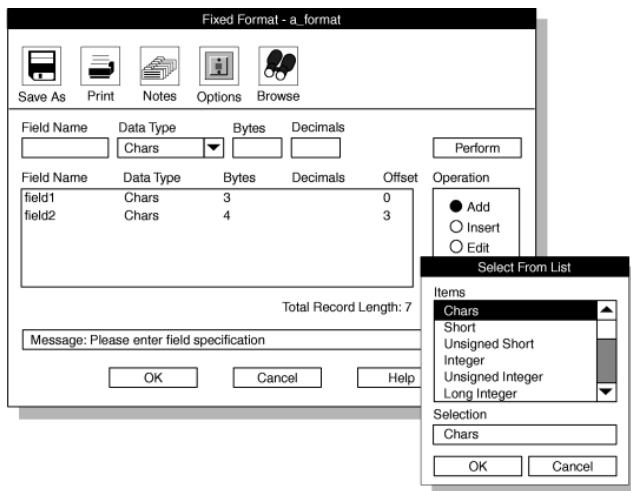 Fixed Format - a_format
Save As Print Notes Options Browse
Field Name Data Type Bytes Decimals
Chars
Perform
Field Name Data Type Bytes Decimals Offset Operation
field1 Chars 3 0
field2 Chars 4 3
Add
Insert
Edit
Total Record Length: 7
Message: Please enter field specification
OK Cancel Help
Select From List
Items
Chars
Short
Unsigned Short
Integer
Unsigned Integer
Long Integer
Selection
Chars
OK Cancel